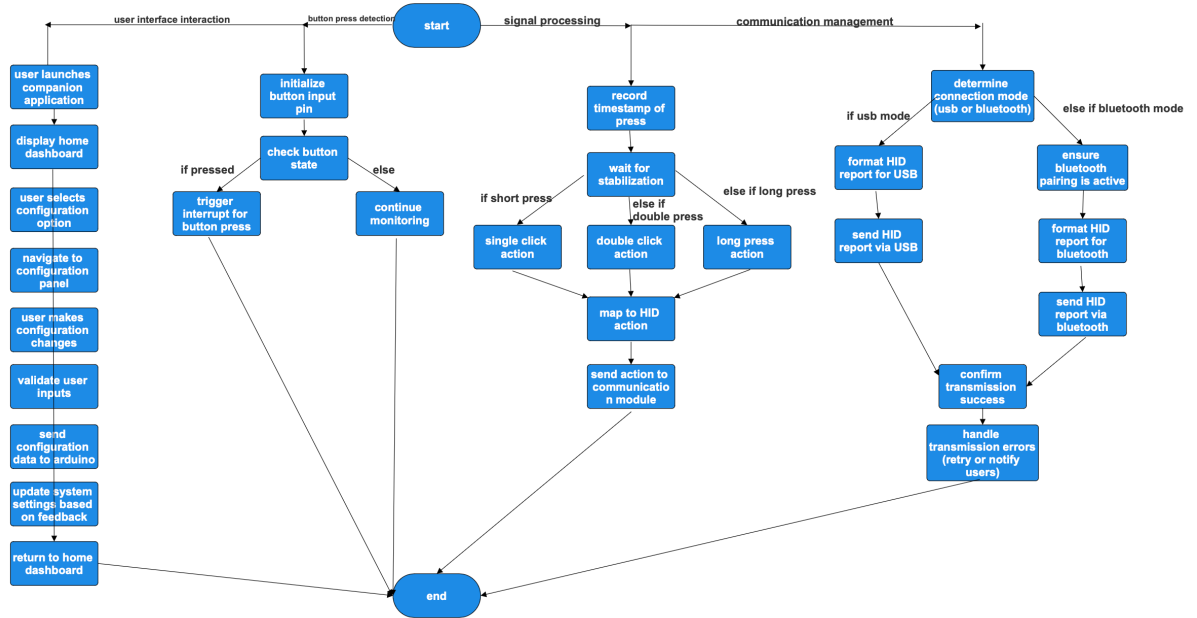 user interface interaction
button press detection
start
signal processing
communication management
user launches
companion
application
display home
dashboard
user selects
configuration
option
navigate to
configuration
panel
user makes
configuration
changes
validate user
inputs
send
configuration
data to arduino
update system
settings based
on feedback
return to home
dashboard
initialize
button input
pin
check button
state
if pressed
else
trigger
interrupt for
button press
continue
monitoring
record
timestamp of
press
wait for
stabilization
if short press
else if
double press
else if long press
single click
action
double click
action
long press
action
map to HID
action
send action to
communicatio
n module
determine
connection mode
(usb or bluetooth)
if usb mode
else if bluetooth mode
format HID
report for USB
send HID
report via USB
ensure
bluetooth
pairing is active
format HID
report for
bluetooth
send HID
report via
bluetooth
confirm
transmission
success
handle
transmission errors
(retry or notify
users)
end